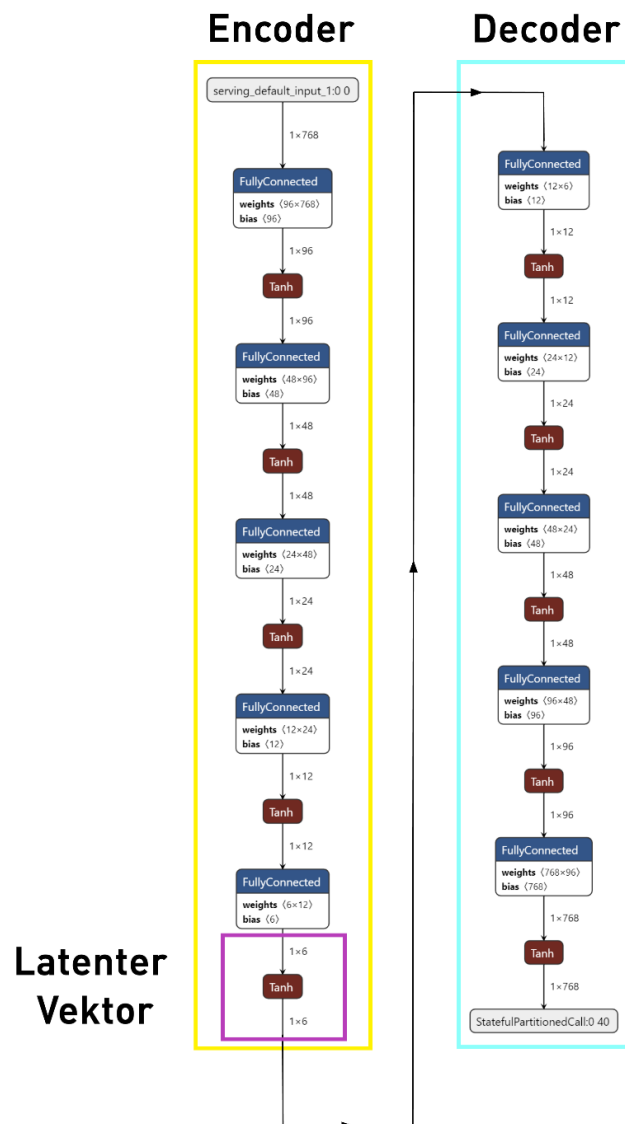 Encoder
serving_default_input_1:0 0
1×768
FullyConnected
weights ⟨96×768⟩
bias ⟨96⟩
1×96
Tanh
1×96
FullyConnected
weights ⟨48×96⟩
bias ⟨48⟩
1×48
Tanh
1×48
FullyConnected
weights ⟨24×48⟩
bias ⟨24⟩
1×24
Tanh
1×24
FullyConnected
weights ⟨12×24⟩
bias ⟨12⟩
1×12
Tanh
1×12
FullyConnected
weights ⟨6×12⟩
bias ⟨6⟩
Latenter
Vektor
1×6
Tanh
1×6
Decoder
FullyConnected
weights ⟨12×6⟩
bias ⟨12⟩
1×12
Tanh
1×12
FullyConnected
weights ⟨24×12⟩
bias ⟨24⟩
1×24
Tanh
1×24
FullyConnected
weights ⟨48×24⟩
bias ⟨48⟩
1×48
Tanh
1×48
FullyConnected
weights ⟨96×48⟩
bias ⟨96⟩
1×96
Tanh
1×96
FullyConnected
weights ⟨768×96⟩
bias ⟨768⟩
1×768
Tanh
1×768
StatefulPartitionedCall:0 40